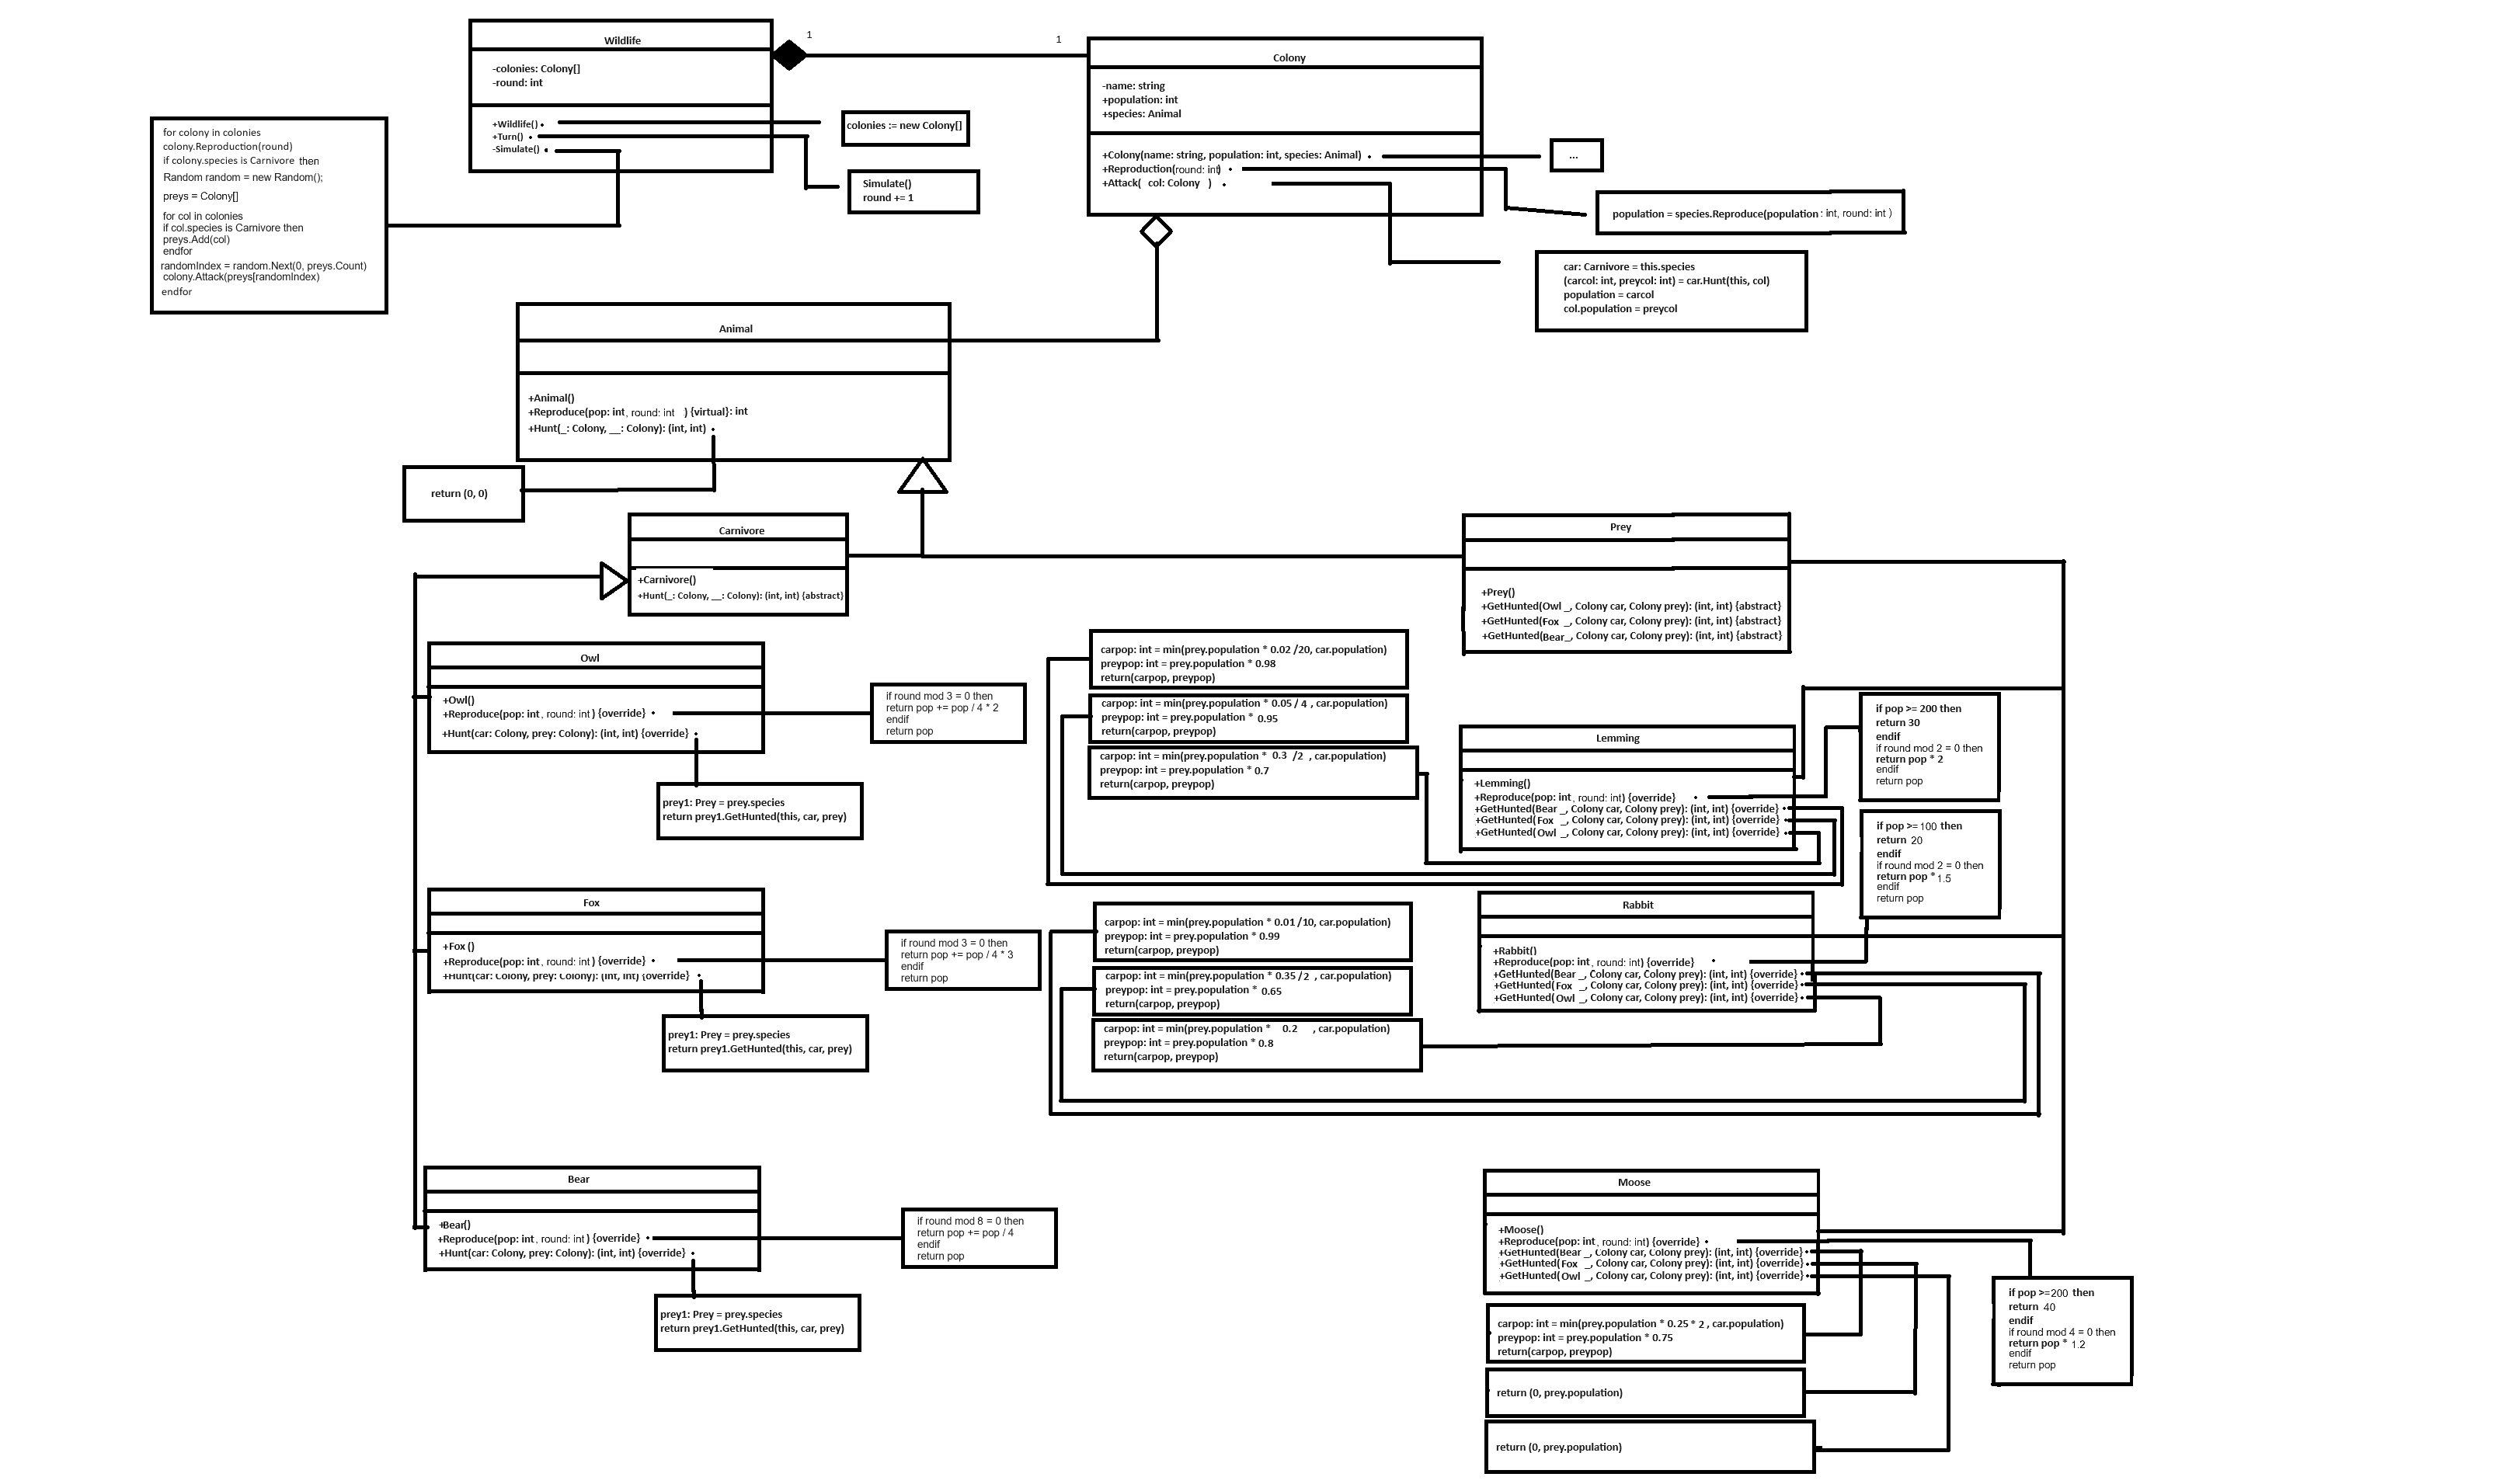 Wildlife
-colonies: Colony[]
-round: int
+Wildlife()
+Turn()
-Simulate()
1
1
Colony
-name: string
+population: int
+species: Animal
+Colony(name: string, population: int, species: Animal)
+Reproduction(round: int)
+Attack( col: Colony )
for colony in colonies
colony.Reproduction(round)
if colony.species is Carnivore then
Random random = new Random();
preys = Colony[]
for col in colonies
if col.species is Carnivore then
preys.Add(col)
endfor
randomIndex = random.Next(0, preys.Count)
colony.Attack(preys[randomIndex)
endfor
colonies := new Colony[]
Simulate()
round += 1
...
population = species.Reproduce(population : int, round: int )
car: Carnivore = this.species
(carcol: int, preycol: int) = car.Hunt(this, col)
population = carcol
col.population = preycol
Animal
+Animal()
+Reproduce(pop: int, round: int ) {virtual}: int
+Hunt(_: Colony, __: Colony): (int, int)
return (0, 0)
Carnivore
+Carnivore()
+Hunt(_: Colony, __: Colony): (int, int) {abstract}
Prey
+Prey()
+GetHunted(Owl _, Colony car, Colony prey): (int, int) {abstract}
+GetHunted(Fox _, Colony car, Colony prey): (int, int) {abstract}
+GetHunted(Bear_, Colony car, Colony prey): (int, int) {abstract}
Owl
+Owl()
+Reproduce(pop: int, round: int) {override}
+Hunt(car: Colony, prey: Colony): (int, int) {override}
if round mod 3 = 0 then
return pop += pop / 4 * 2
endif
return pop
prey1: Prey = prey.species
return prey1.GetHunted(this, car, prey)
carpop: int = min(prey.population * 0.02 /20, car.population)
preypop: int = prey.population * 0.98
return(carpop, preypop)
carpop: int = min(prey.population * 0.05 / 4 , car.population)
preypop: int = prey.population * 0.95
return(carpop, preypop)
carpop: int = min(prey.population * 0.3 /2 , car.population)
preypop: int = prey.population * 0.7
return(carpop, preypop)
Lemming
+Lemming()
+Reproduce(pop: int, round: int) {override}
+GetHunted(Bear _, Colony car, Colony prey): (int, int) {override}
+GetHunted(Fox _, Colony car, Colony prey): (int, int) {override}
+GetHunted(Owl _, Colony car, Colony prey): (int, int) {override}
if pop >= 200 then
return 30
endif
if round mod 2 = 0 then
return pop * 2
endif
return pop
if pop >= 100 then
return 20
endif
if round mod 2 = 0 then
return pop * 1.5
endif
return pop
Fox
+Fox ()
+Reproduce(pop: int, round: int) {override}
+Hunt(car: Colony, prey: Colony): (int, int) {override}
if round mod 3 = 0 then
return pop += pop / 4 * 3
endif
return pop
prey1: Prey = prey.species
return prey1.GetHunted(this, car, prey)
carpop: int = min(prey.population * 0.01 /10, car.population)
preypop: int = prey.population * 0.99
return(carpop, preypop)
carpop: int = min(prey.population * 0.35 / 2 , car.population)
preypop: int = prey.population * 0.65
return(carpop, preypop)
carpop: int = min(prey.population * 0.2 , car.population)
preypop: int = prey.population * 0.8
return(carpop, preypop)
Rabbit
+Rabbit()
+Reproduce(pop: int, round: int) {override}
+GetHunted(Bear _, Colony car, Colony prey): (int, int) {override}
+GetHunted(Fox _, Colony car, Colony prey): (int, int) {override}
+GetHunted(Owl _, Colony car, Colony prey): (int, int) {override}
Bear
+Bear()
+Reproduce(pop: int, round: int) {override}
+Hunt(car: Colony, prey: Colony): (int, int) {override}
if round mod 8 = 0 then
return pop += pop / 4
endif
return pop
prey1: Prey = prey.species
return prey1.GetHunted(this, car, prey)
Moose
+Moose()
+Reproduce(pop: int, round: int) {override}
+GetHunted(Bear _, Colony car, Colony prey): (int, int) {override}
+GetHunted(Fox _, Colony car, Colony prey): (int, int) {override}
+GetHunted(Owl _, Colony car, Colony prey): (int, int) {override}
carpop: int = min(prey.population * 0.25 * 2 , car.population)
preypop: int = prey.population * 0.75
return(carpop, preypop)
return (0, prey.population)
return (0, prey.population)
if pop >=200 then
return 40
endif
if round mod 4 = 0 then
return pop * 1.2
endif
return pop